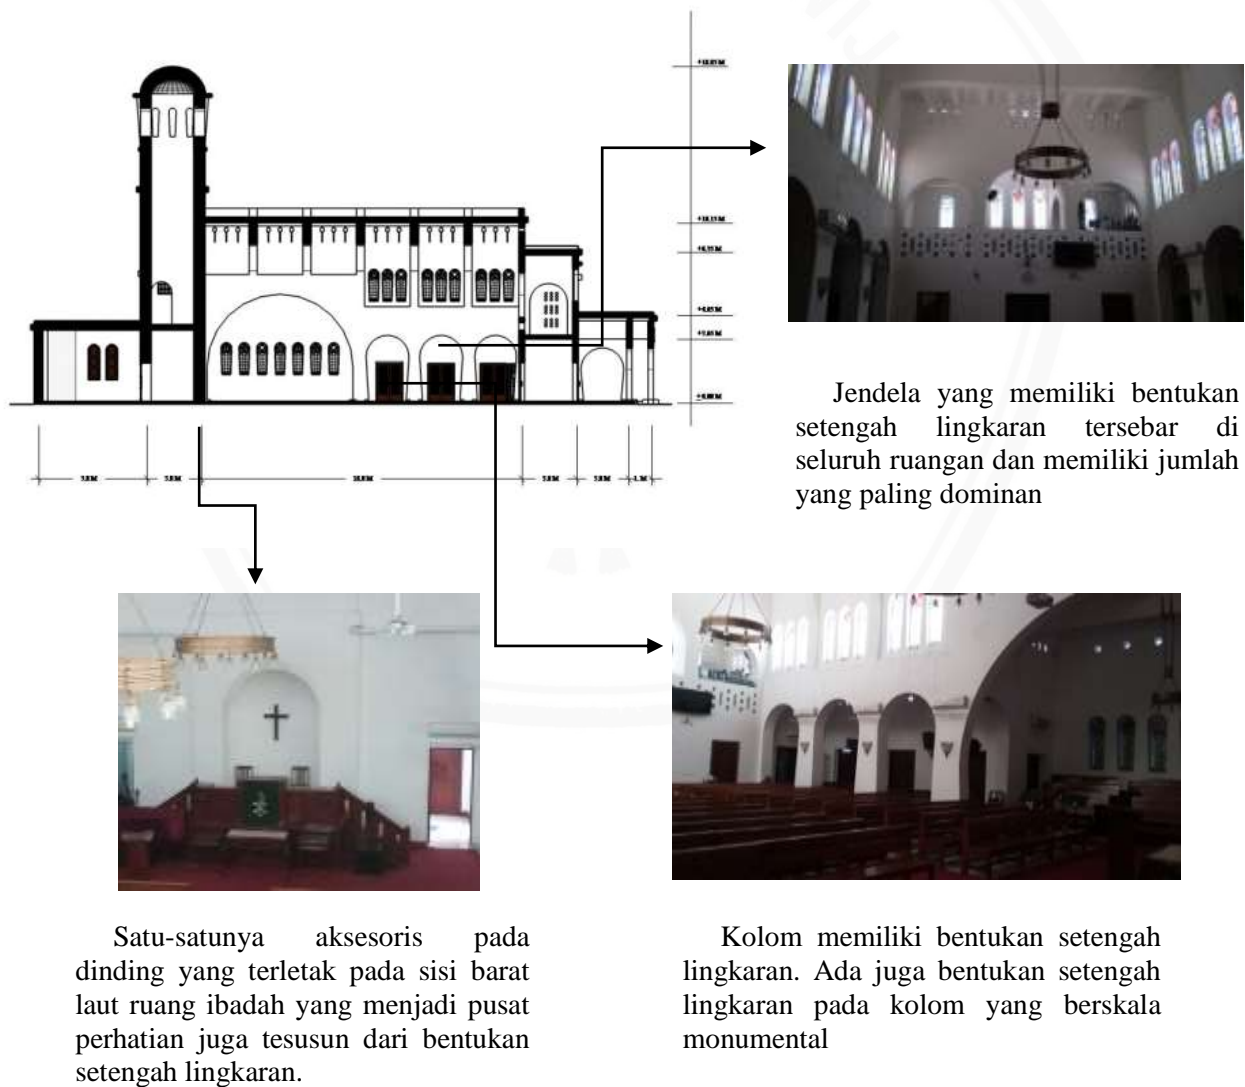 Jendela yang memiliki bentukan
setengah lingkaran tersebar di
seluruh ruangan dan memiliki jumlah
yang paling dominan
Satu-satunya aksesoris pada
dinding yang terletak pada sisi barat
laut ruang ibadah yang menjadi pusat
perhatian juga tesusun dari bentukan
setengah lingkaran.
Kolom memiliki bentukan setengah
lingkaran. Ada juga bentukan setengah
lingkaran pada kolom yang berskala
monumental